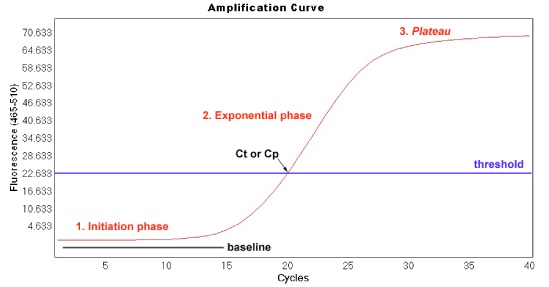 Amplification Curve
70.633
64.633
58.633
52.633
46.633
40.633
34.633
28.633
22.633
16.633
10.633
4.633
Fluorescence (465-510)
3. Plateau
2. Exponential phase
Ct or Cp
threshold
1. Initiation phase
baseline
5 10 15 20 25 30 35 40
Cycles